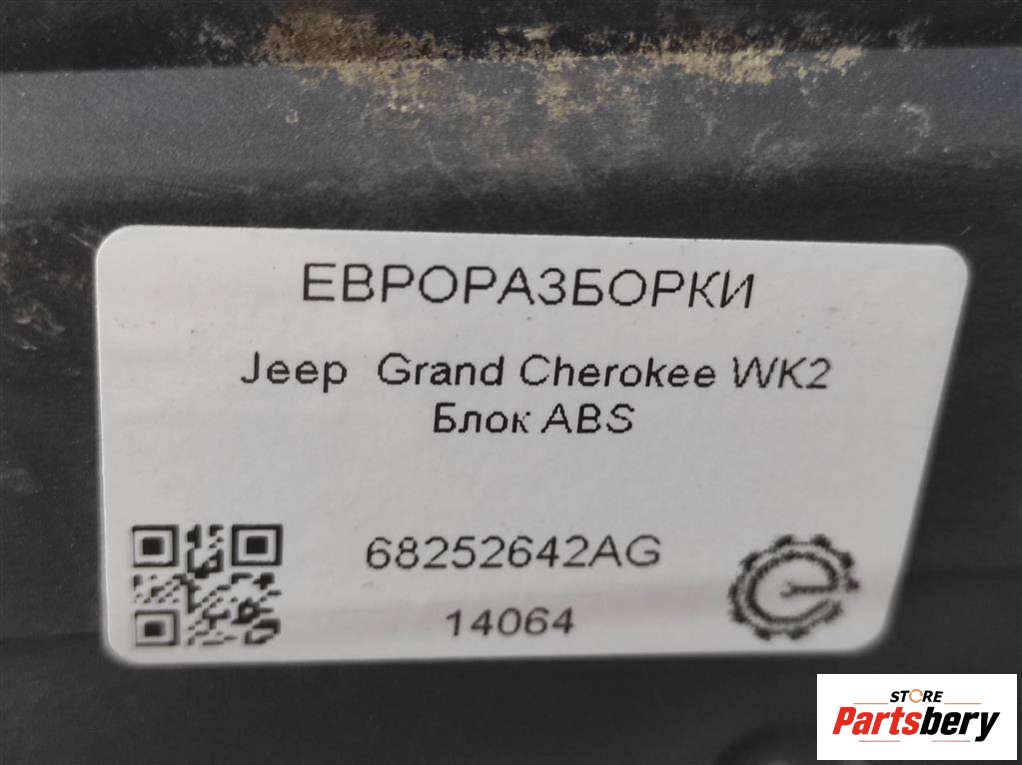 ЕВРОРАЗБОРКИ
Jeep Grand Cherokee WK2
Блок ABS
68252642AG
14064
STORE
Partsbery